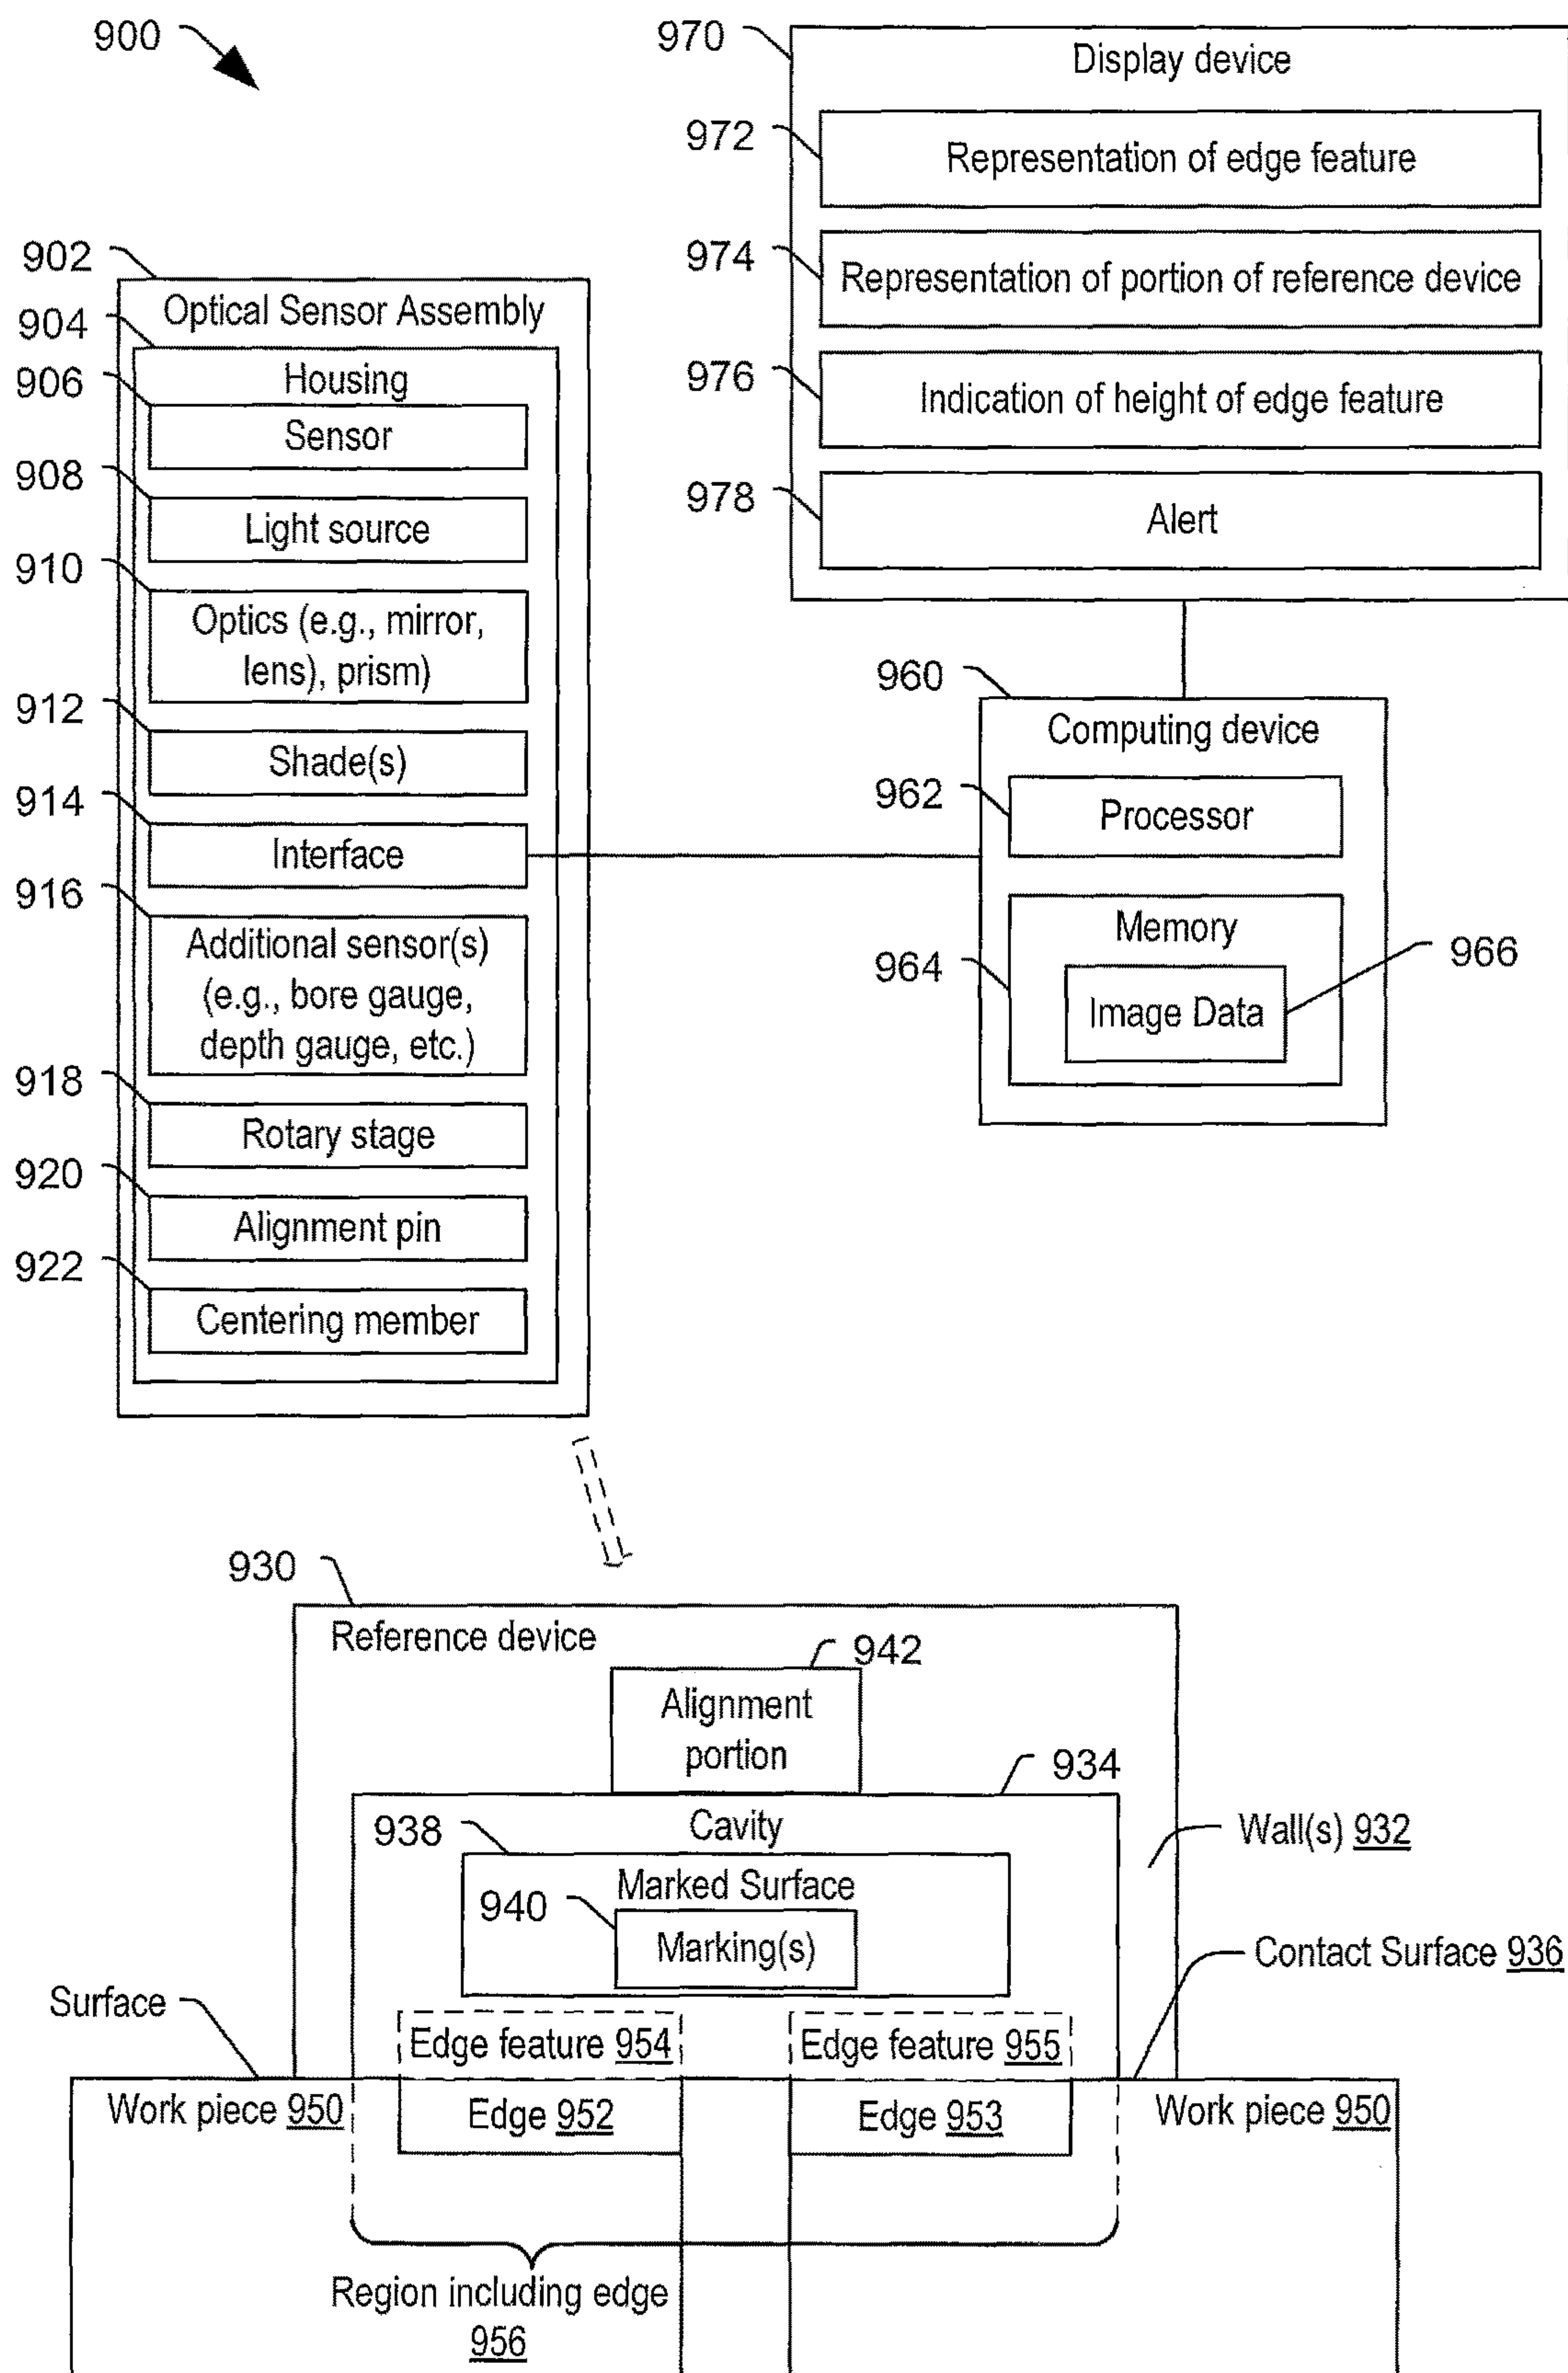 900
970
Display device
972
Representation of edge feature
974
Representation of portion of reference device
976
Indication of height of edge feature
978
Alert
902
Optical Sensor Assembly
904
Housing
906
Sensor
908
Light source
910
Optics (e.g., mirror,
lens), prism)
912
Shade(s)
914
Interface
916
Additional sensor(s)
(e.g., bore gauge,
depth gauge, etc.)
918
Rotary stage
920
Alignment pin
922
Centering member
960
Computing device
962
Processor
964
Memory
Image Data
966
930
Reference device
942
Alignment
portion
934
Cavity
938
Marked Surface
940
Marking(s)
Wall(s) 932
Contact Surface 936
Surface
Edge feature 954
Edge feature 955
Work piece 950
Edge 952
Edge 953
Work piece 950
Region including edge
956